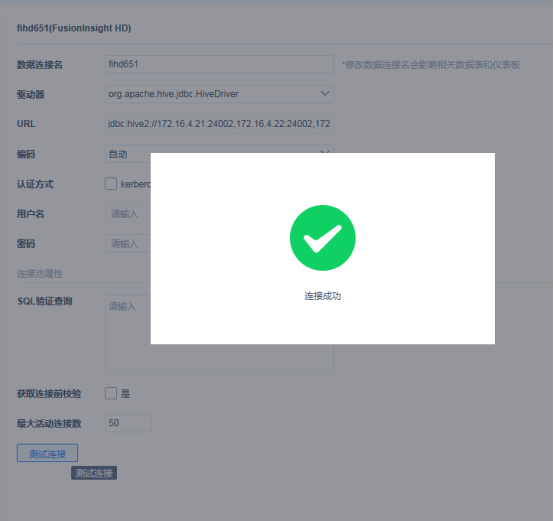 fihd651(FusionInsight HD)
数据连接名 fihd651 *修改数据连接名会影响相关数据表和仪表板
驱动器 org.apache.hive.jdbc.HiveDriver
URL jdbc:hive2://172.16.4.21:24002,172.16.4.22:24002,172
编码 自动
认证方式 kerberc
用户名 请输入
密码 请输入
连接池属性
SQL验证查询 请输入
连接成功
获取连接前校验 是
最大活动连接数 50
测试连接
测试连接